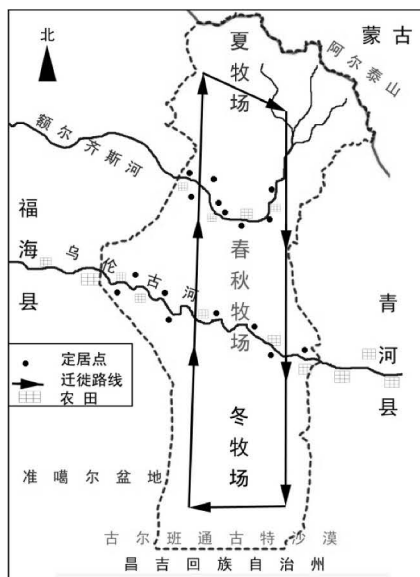 北
蒙古
夏牧场
阿尔泰山
额尔齐斯河
福海县
乌伦古河
春秋牧场
青河县
定居点
迁徙路线
农田
冬牧场
准噶尔盆地
古尔班通古特沙漠
昌吉回族自治州